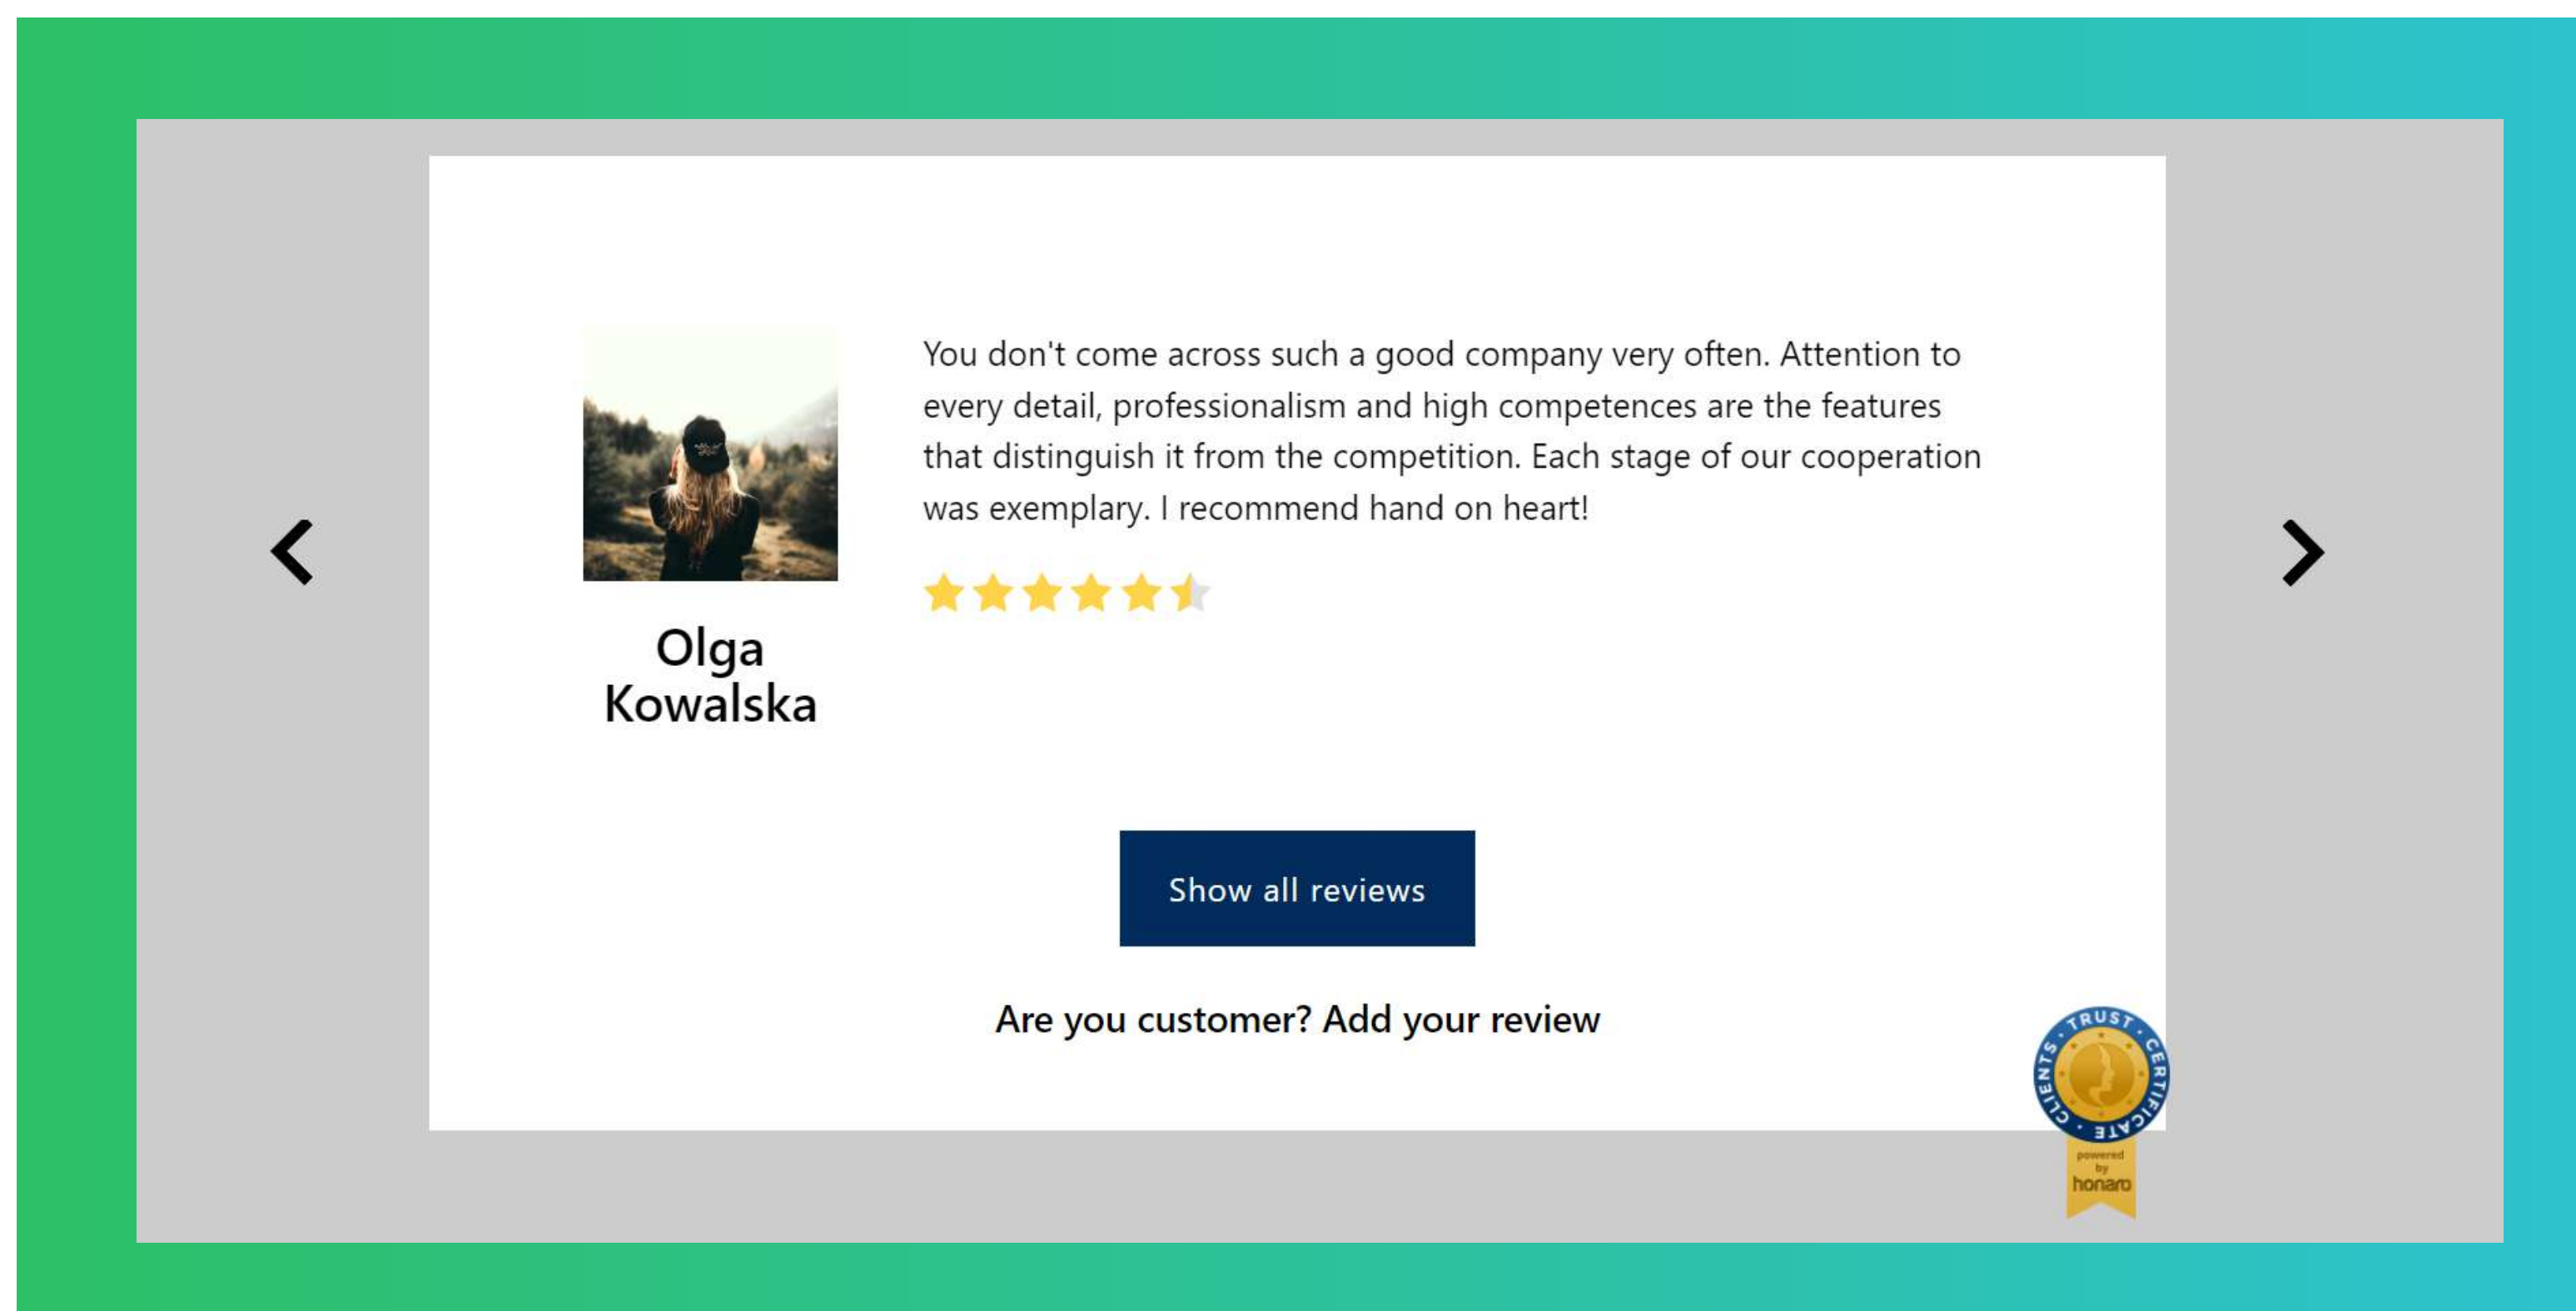 You don't come across such a good company very often. Attention to
every detail, professionalism and high competences are the features
that distinguish it from the competition. Each stage of our cooperation
was exemplary. I recommend hand on heart!
Olga
Kowalska
Show all reviews
Are you customer? Add your review
CLIENTS · TRUST · CERTIFICATE ·
powered
by
honaro